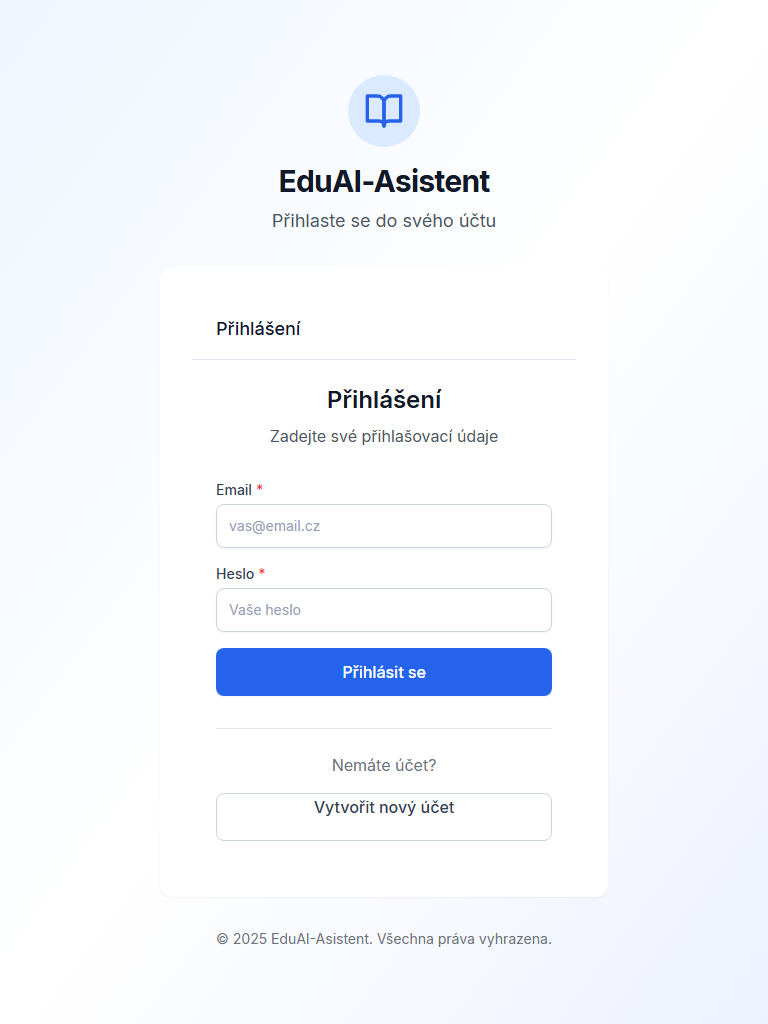 EduAI-Asistent
Přihlaste se do svého účtu
Přihlášení
Přihlášení
Zadejte své přihlašovací údaje
Email *
vas@email.cz
Heslo *
Vaše heslo
Přihlásit se
Nemáte účet?
Vytvořit nový účet
© 2025 EduAI-Asistent. Všechna práva vyhrazena.